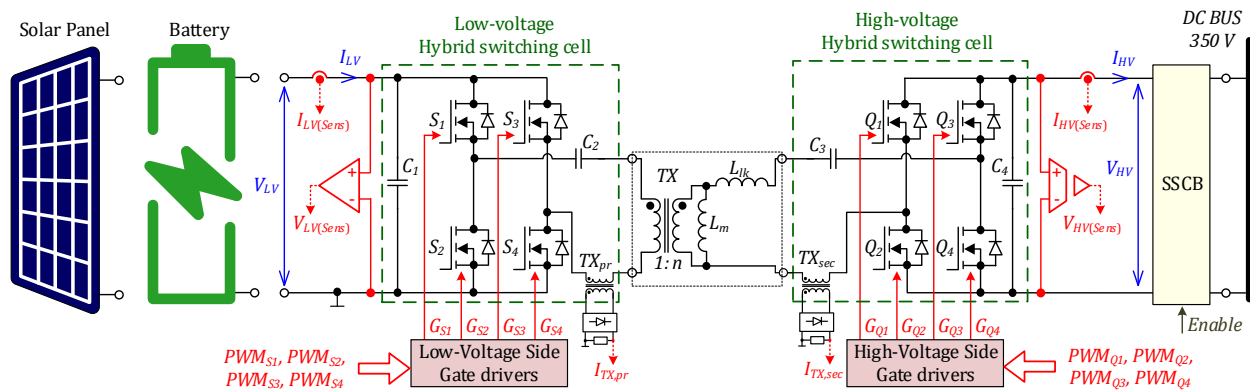 Solar Panel
Battery
Low-voltage
Hybrid switching cell
High-voltage
Hybrid switching cell
DC BUS
350 V
I_LV
I_LV(Sens)
V_LV
+
-
V_LV(Sens)
C_1
S_1
S_3
S_2
S_4
C_2
TX_pr
TX
1:n
L_m
L_lk
C_3
TX_sec
Q_1
Q_3
Q_2
Q_4
C_4
+
-
I_HV
I_HV(Sens)
V_HV
V_HV(Sens)
SSCB
Enable
G_S1 G_S2 G_S3 G_S4
G_Q1 G_Q2 G_Q3 G_Q4
PWM_S1, PWM_S2,
PWM_S3, PWM_S4
Low-Voltage Side
Gate drivers
I_TX,pr
I_TX,sec
High-Voltage Side
Gate drivers
PWM_Q1, PWM_Q2,
PWM_Q3, PWM_Q4